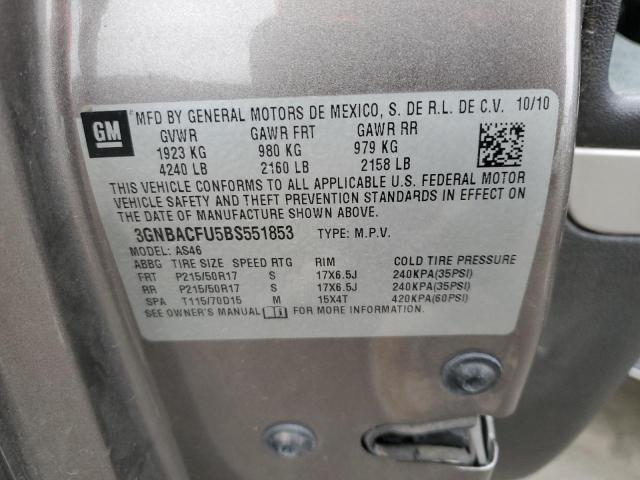 GM
MFD BY GENERAL MOTORS DE MEXICO, S. DE R.L. DE C.V. 10/10
GVWR GAWR FRT GAWR RR
1923 KG 980 KG 979 KG
4240 LB 2160 LB 2158 LB
THIS VEHICLE CONFORMS TO ALL APPLICABLE U.S. FEDERAL MOTOR
VEHICLE SAFETY AND THEFT PREVENTION STANDARDS IN EFFECT ON
THE DATE OF MANUFACTURE SHOWN ABOVE.
3GNBACFU5BS551853 TYPE: M.P.V.
MODEL: AS46
ABBG TIRE SIZE SPEED RTG RIM COLD TIRE PRESSURE
FRT P215/50R17 S 17X6.5J 240KPA(35PSI)
RR P215/50R17 S 17X6.5J 240KPA(35PSI)
SPA T115/70D15 M 15X4T 420KPA(60PSI)
SEE OWNER'S MANUAL FOR MORE INFORMATION.